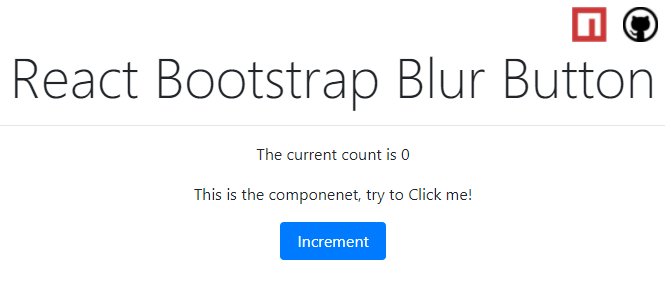 React Bootstrap Blur Button
The current count is 0
This is the componenet, try to Click me!
Increment